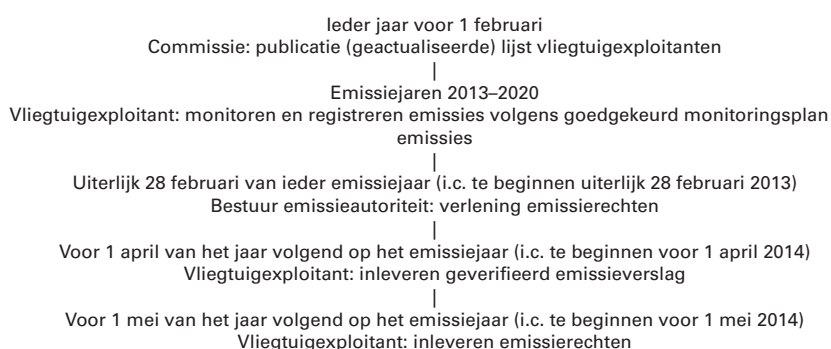 Ieder jaar voor 1 februari
Commissie: publicatie (geactualiseerde) lijst vliegtuigexploitanten
|
Emissiejaren 2013–2020
Vliegtuigexploitant: monitoren en registreren emissies volgens goedgekeurd monitoringsplan
emissies
|
Uiterlijk 28 februari van ieder emissiejaar (i.c. te beginnen uiterlijk 28 februari 2013)
Bestuur emissieautoriteit: verlening emissierechten
|
Voor 1 april van het jaar volgend op het emissiejaar (i.c. te beginnen voor 1 april 2014)
Vliegtuigexploitant: inleveren geverifieerd emissieverslag
|
Voor 1 mei van het jaar volgend op het emissiejaar (i.c. te beginnen voor 1 mei 2014)
Vliegtuigexploitant: inleveren emissierechten